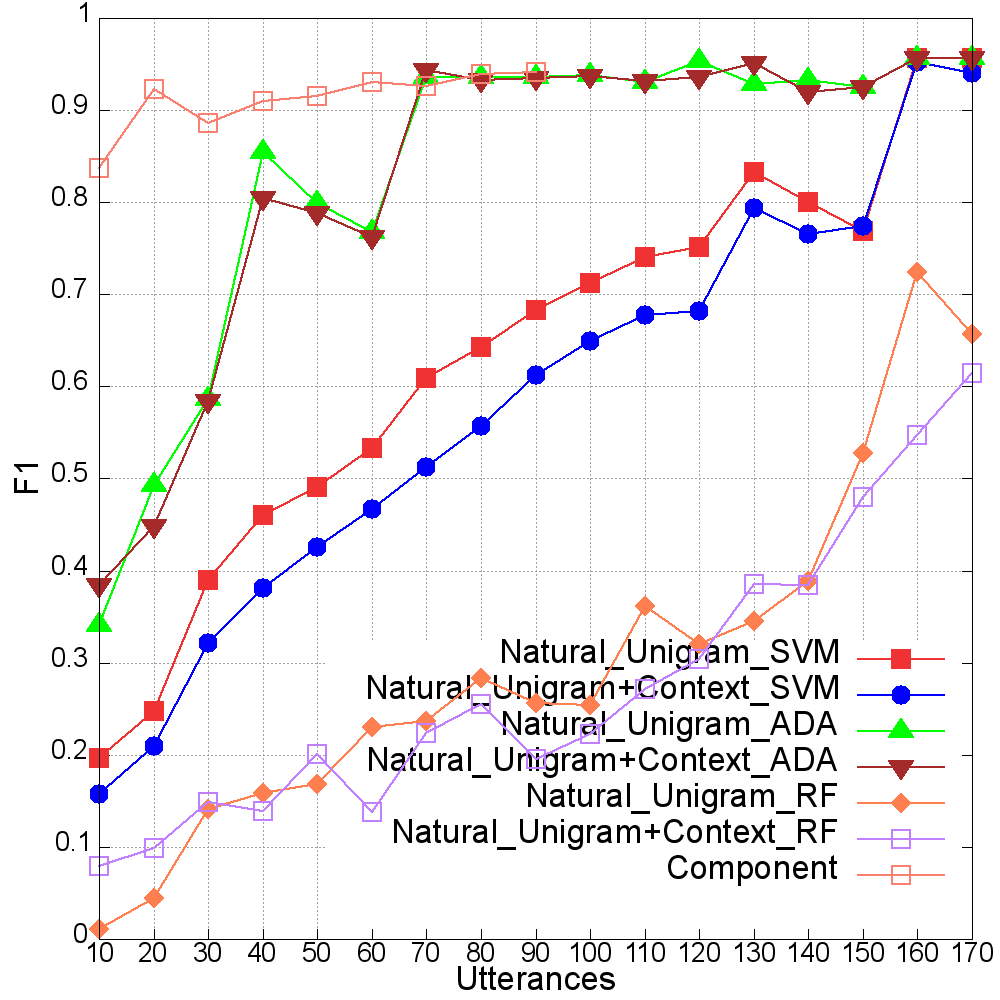 1
0.9
0.8
0.7
0.6
0.5
0.4
0.3
0.2
0.1
0
F1
Natural_Unigram_SVM
Natural_Unigram+Context_SVM
Natural_Unigram_ADA
Natural_Unigram+Context_ADA
Natural_Unigram_RF
Natural_Unigram+Context_RF
Component
10 20 30 40 50 60 70 80 90 100 110 120 130 140 150 160 170
Utterances